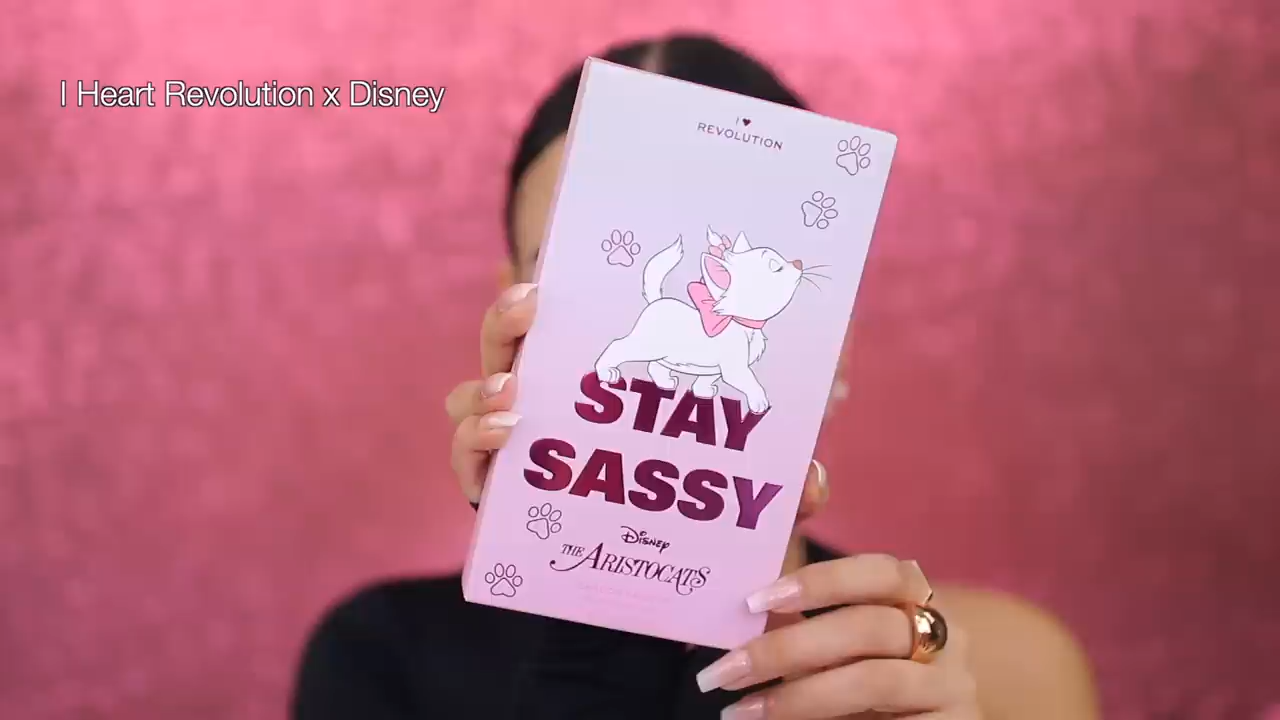 I Heart Revolution x Disney
I ♥
REVOLUTION
STAY
SASSY
Disney
THE ARISTOCATS